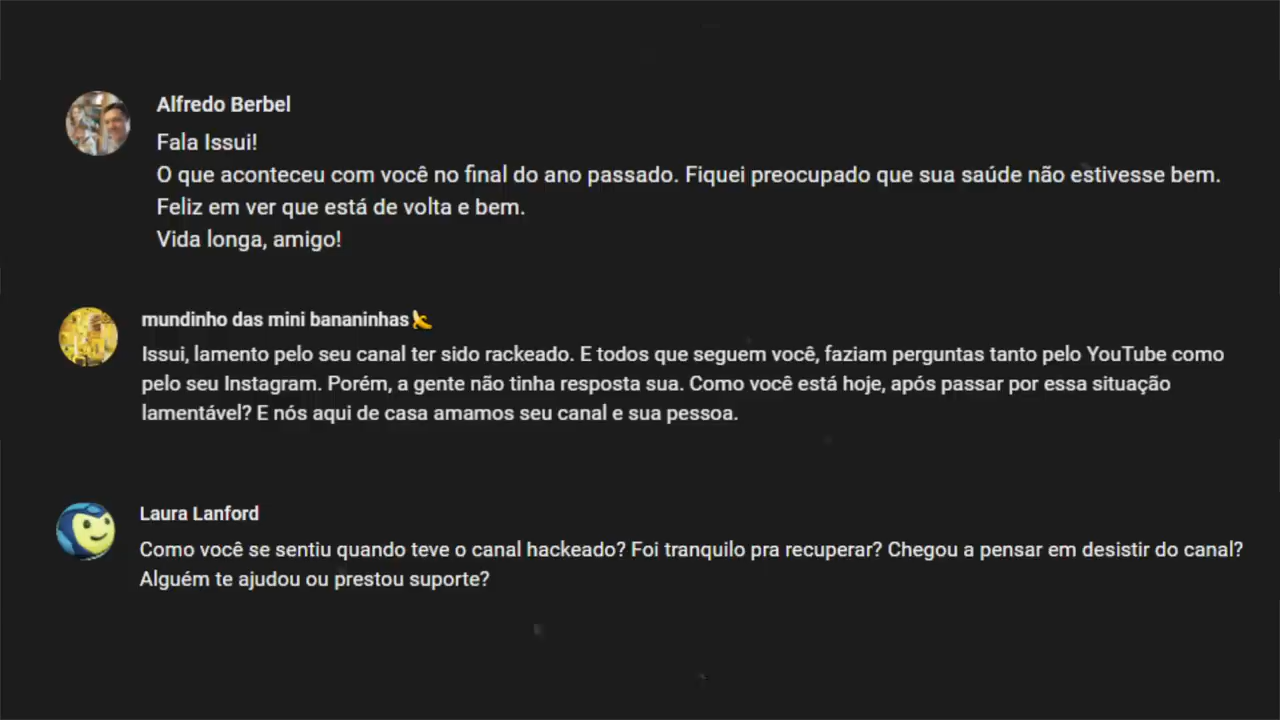 Alfredo Berbel
Fala Issui!
O que aconteceu com você no final do ano passado. Fiquei preocupado que sua saúde não estivesse bem.
Feliz em ver que está de volta e bem.
Vida longa, amigo!
mundinho das mini bananinhas🍌
Issui, lamento pelo seu canal ter sido rackeado. E todos que seguem você, faziam perguntas tanto pelo YouTube como
pelo seu Instagram. Porém, a gente não tinha resposta sua. Como você está hoje, após passar por essa situação
lamentável? E nós aqui de casa amamos seu canal e sua pessoa.
Laura Lanford
Como você se sentiu quando teve o canal hackeado? Foi tranquilo pra recuperar? Chegou a pensar em desistir do canal?
Alguém te ajudou ou prestou suporte?